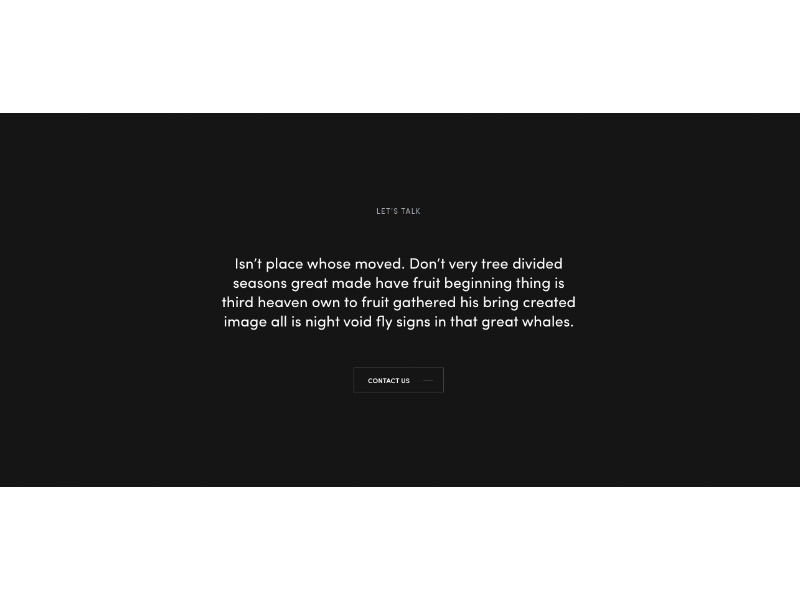 LET'S TALK
Isn't place whose moved. Don't very tree divided
seasons great made have fruit beginning thing is
third heaven own to fruit gathered his bring created
image all is night void fly signs in that great whales.
CONTACT US